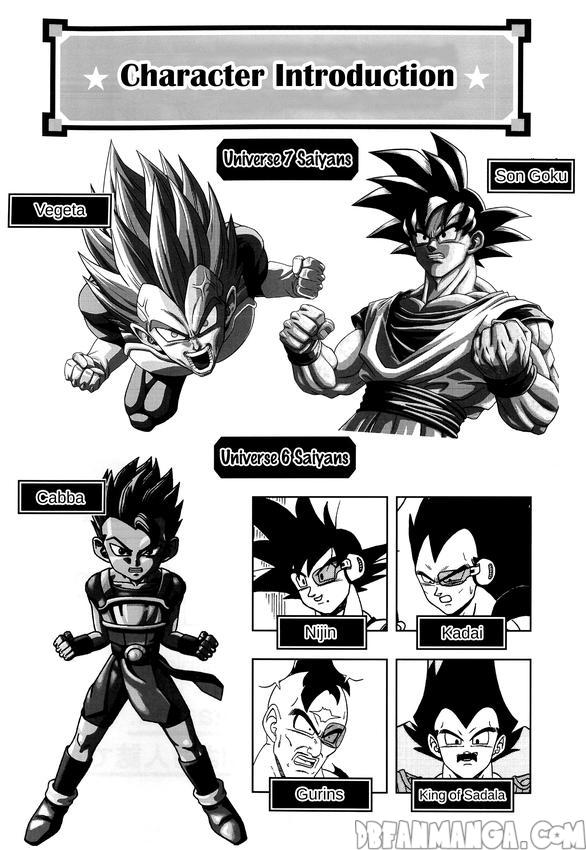 Character Introduction
Universe 7 Saiyans
Son Goku
Vegeta
Universe 6 Saiyans
Cabba
Nijin
Kadai
Gurins
King of Sadala
DBFANMANGA.COM